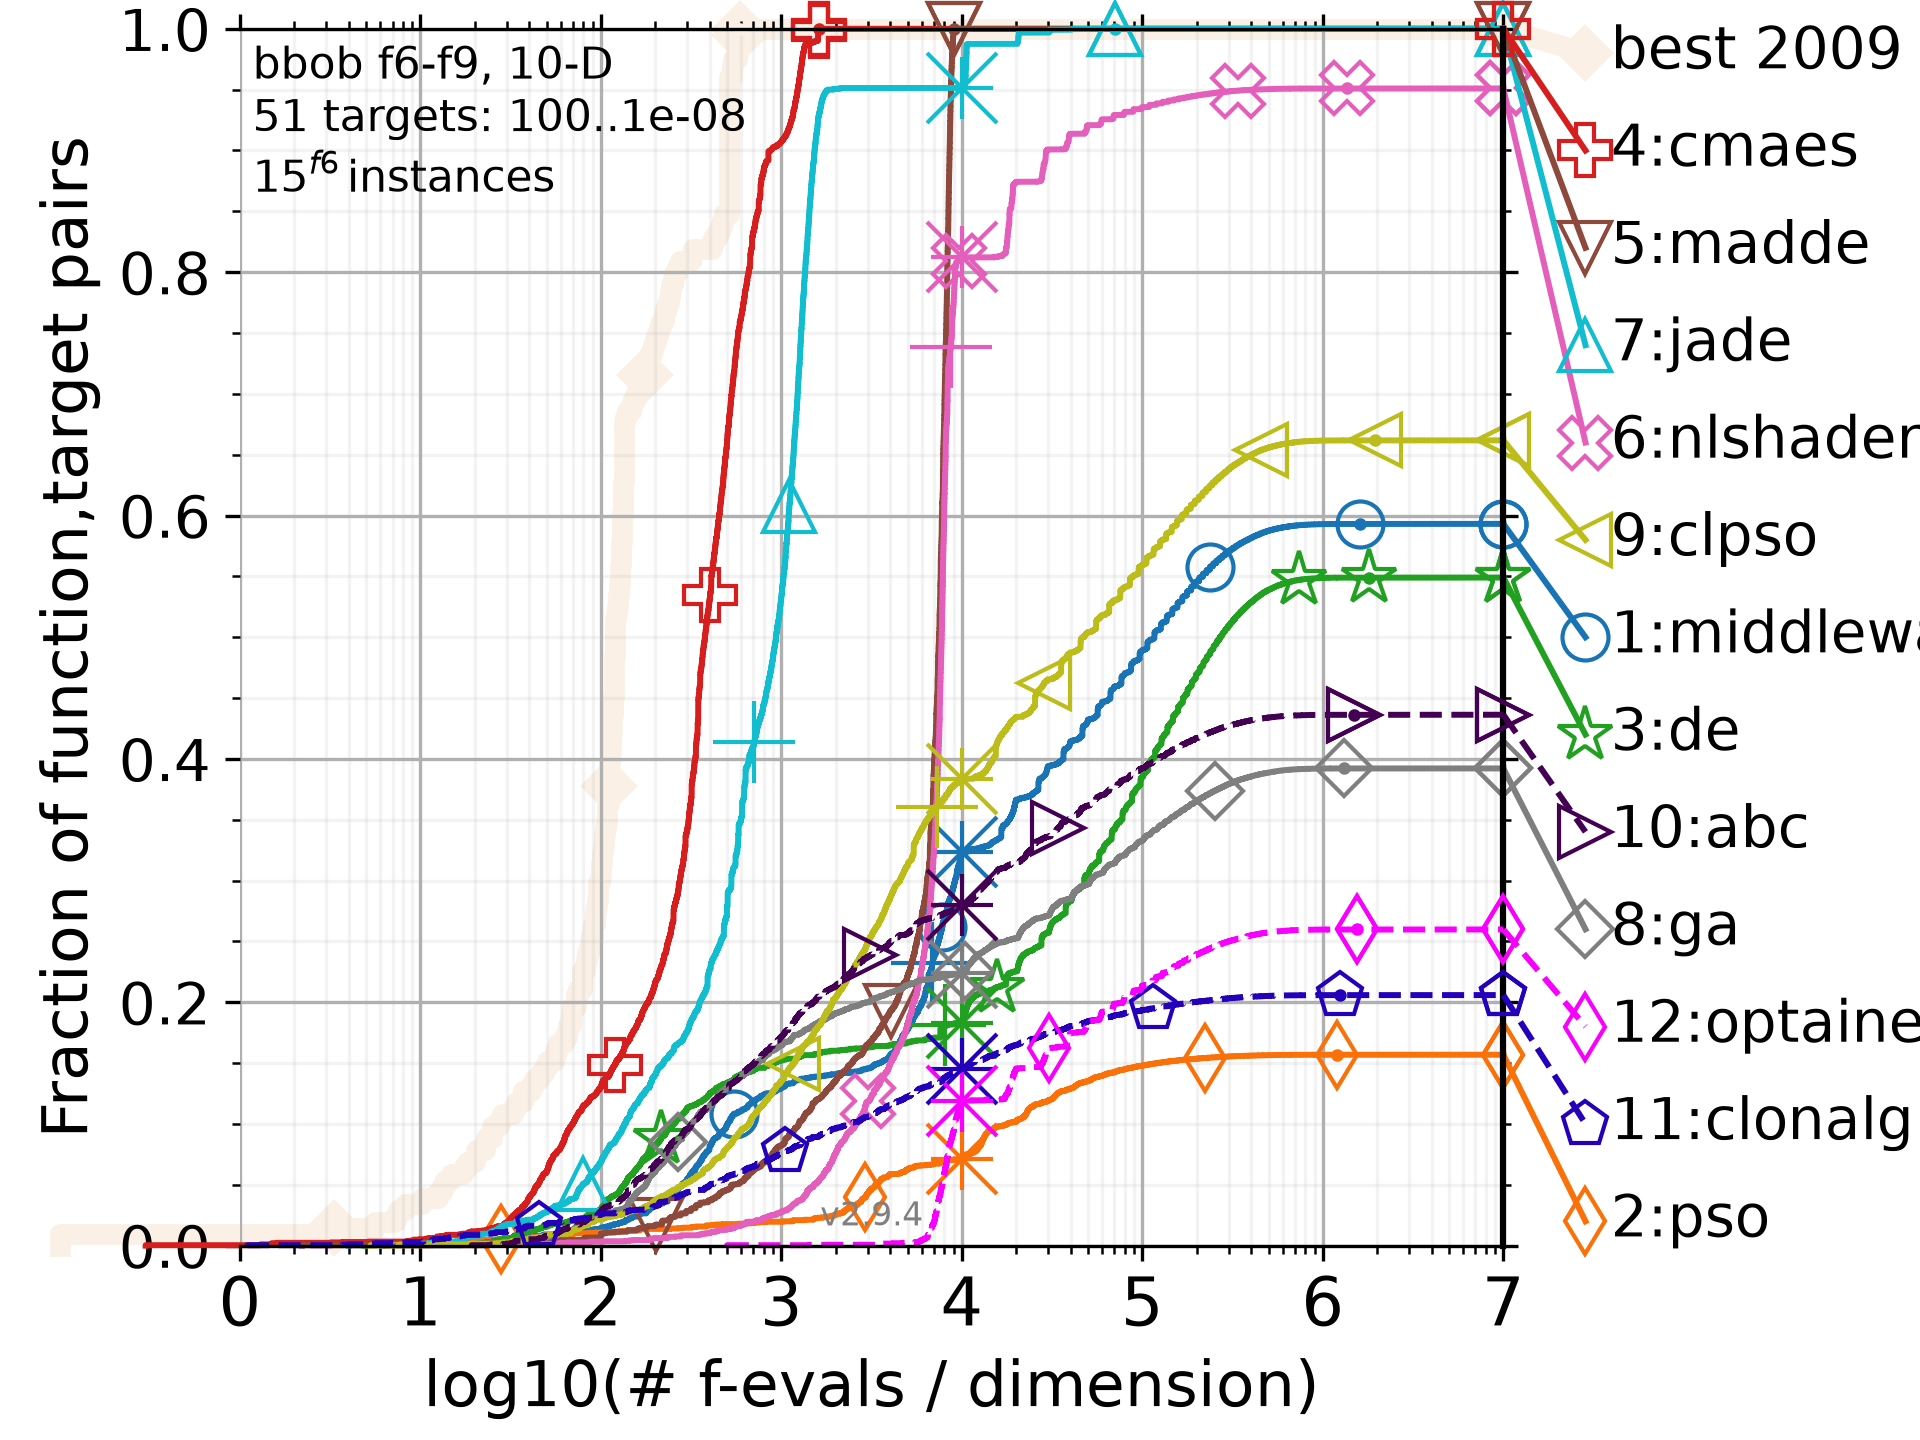 Fraction of function,target pairs
1.0
0.8
0.6
0.4
0.2
0.0
bbob f6-f9, 10-D
51 targets: 100..1e-08
15f6 instances
v2.9.4
0 1 2 3 4 5 6 7
log10(# f-evals / dimension)
best 2009
4:cmaes
5:madde
7:jade
6:nlshader
9:clpso
1:middlewa
3:de
10:abc
8:ga
12:optaine
11:clonalg
2:pso